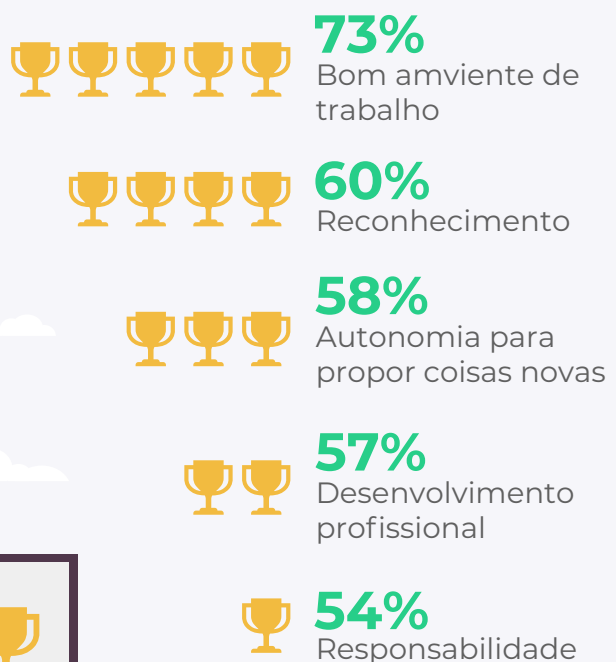 73%
Bom amviente de
trabalho
60%
Reconhecimento
58%
Autonomia para
propor coisas novas
57%
Desenvolvimento
profissional
54%
Responsabilidade